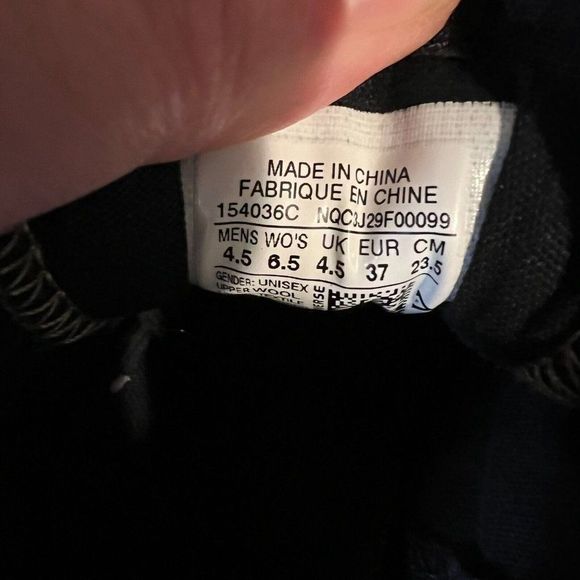 MADE IN CHINA
FABRIQUE EN CHINE
154036C NQC3J29F00099
MENS WO'S UK EUR CM
4.5 6.5 4.5 37 23.5
GENDER: UNISEX
UPPER WOOL